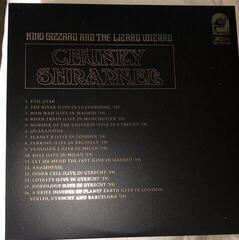 KING GIZZARD AND THE LIZARD WIZARD
CHUNKY
SHRAPNEL
1. EVIL STAR
2. THE RIVER (LIVE IN LUXEMBOURG '19)
3. WAH WAH (LIVE IN MADRID '19)
4. ROAD TRAIN (LIVE IN MANCHESTER '19)
5. MURDER OF THE UNIVERSE (LIVE IN UTRECHT '19)
6. QUARANTINE
7. PLANET B (LIVE IN LONDON '19)
8. PARKING (LIVE IN BRUSSELS '19)
9. VENUSIAN 2 (LIVE IN MILAN '19)
10. HELL (LIVE IN MILAN '19)
11. LET ME MEND THE PAST (LIVE IN MADRID '19)
12. ANAMNESIS
13. INNER CELL (LIVE IN UTRECHT '19)
14. LOYALTY (LIVE IN UTRECHT '19)
15. HOROLOGY (LIVE IN UTRECHT '19)
16. A BRIEF HISTORY OF PLANET EARTH (LIVE IN LONDON,
BERLIN, UTRECHT AND BARCELONA '19)